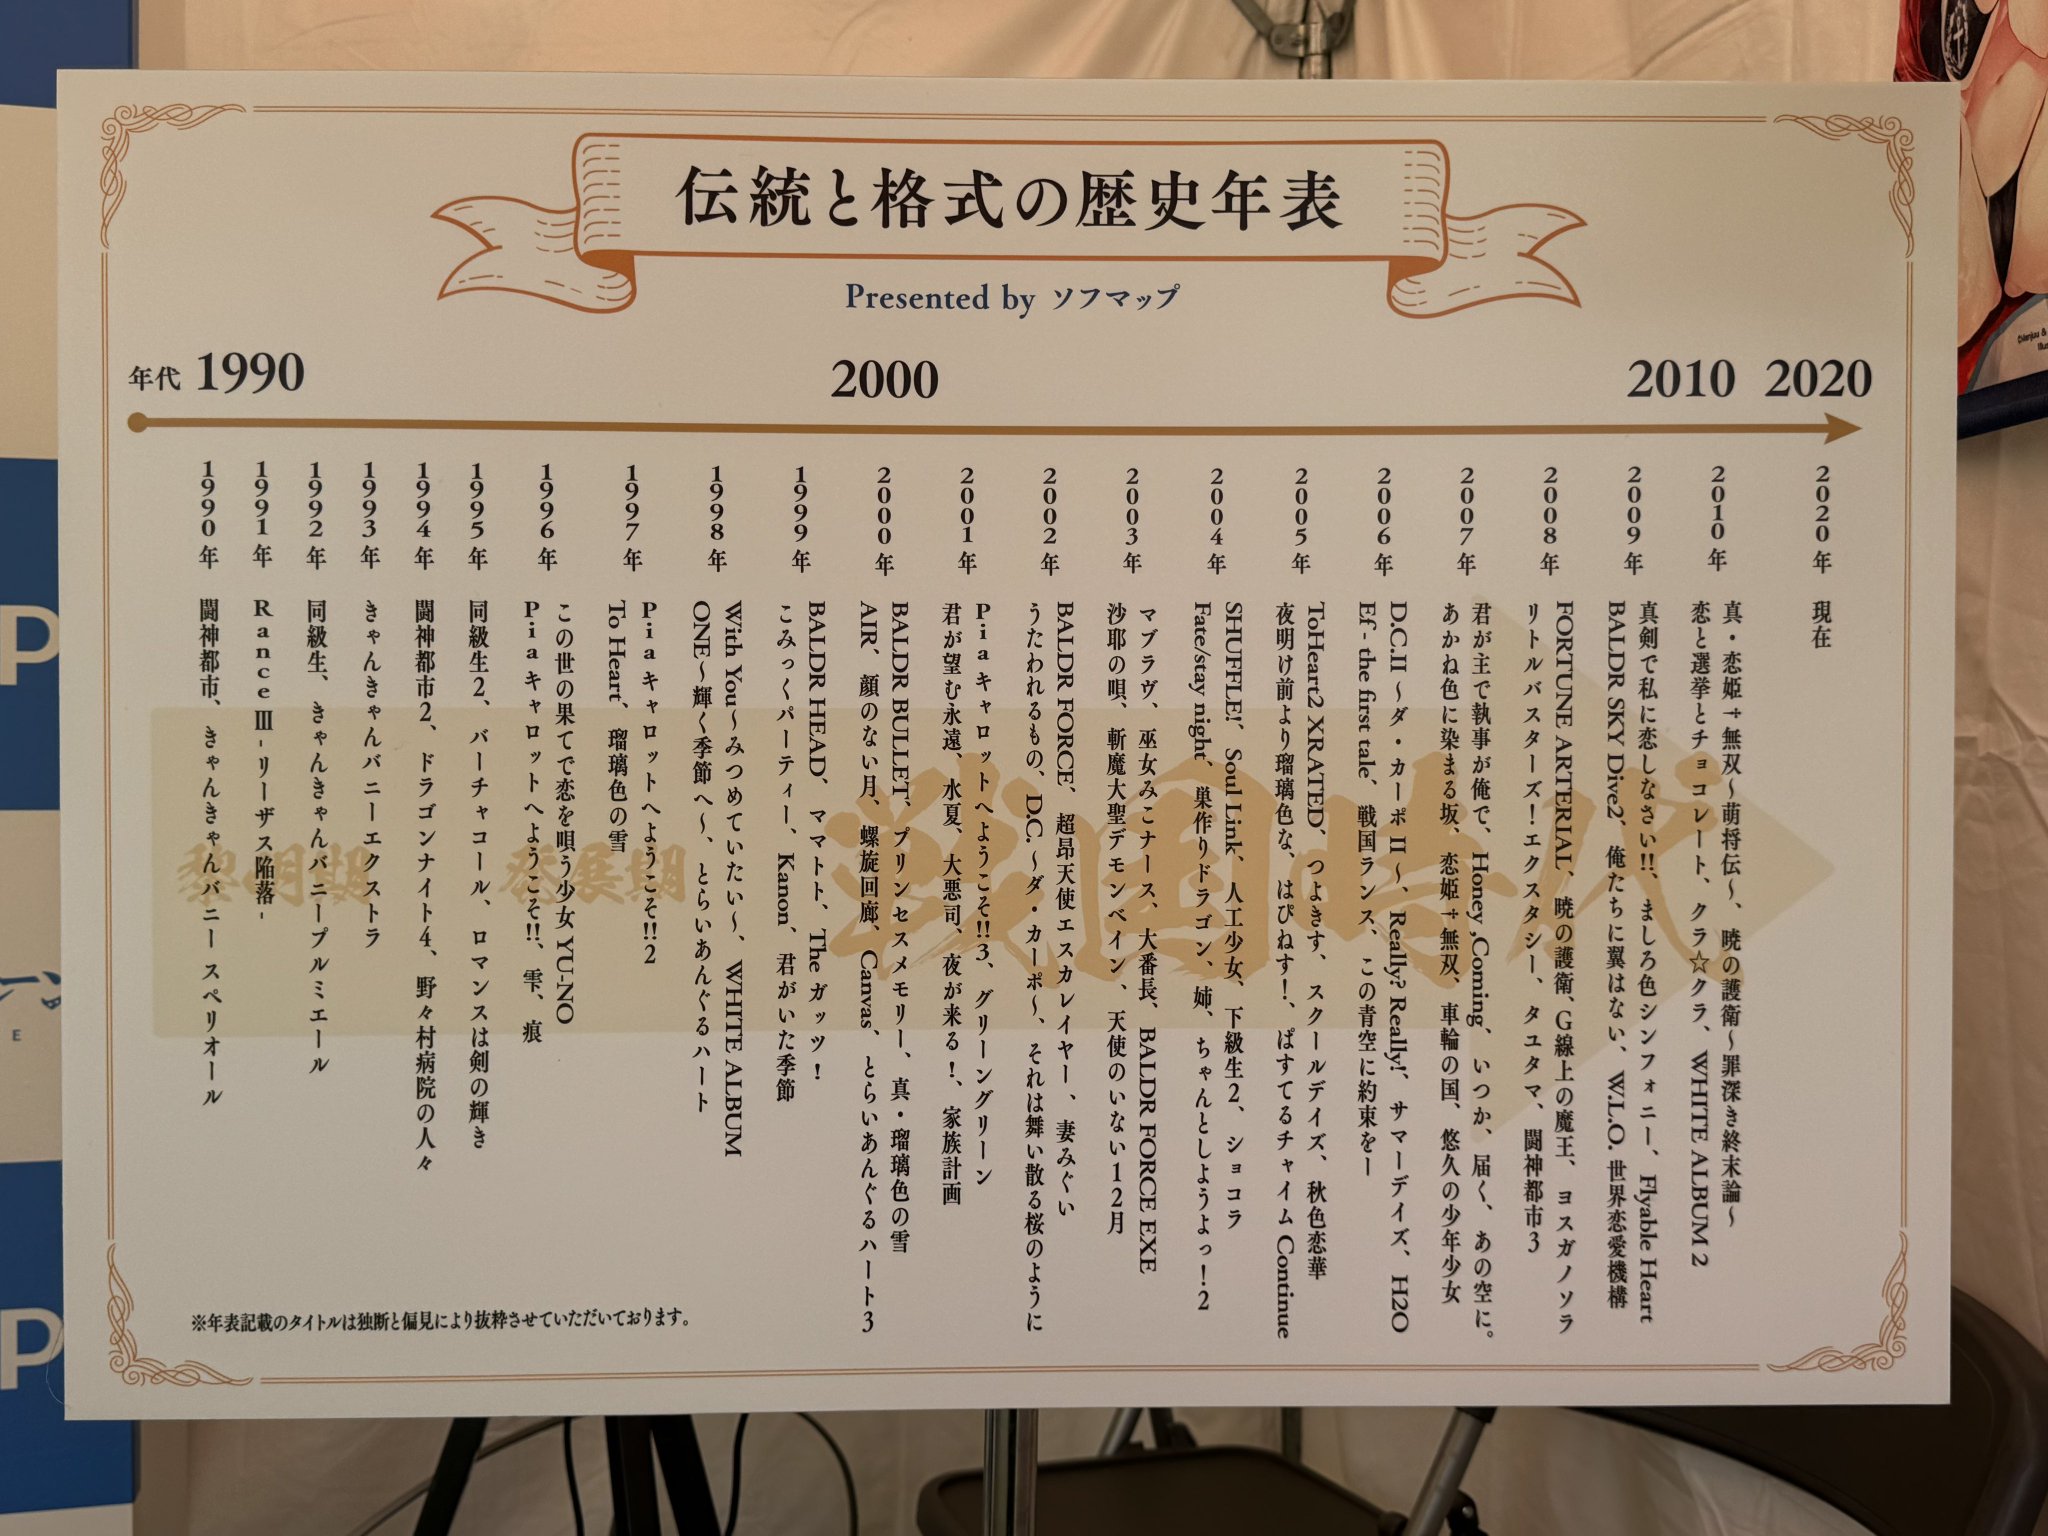 伝統と格式の歴史年表
Presented by ソフマップ
年代 1990
2000
2010
2020
黎明期
発展期
戦国時代
1990年 闘神都市、きゃんきゃんバニースペリオール
1991年 RanceⅢ-リーザス陥落-
1992年 同級生、きゃんきゃんバニープルミエール
1993年 きゃんきゃんバニーエクストラ
1994年 闘神都市2、ドラゴンナイト4、野々村病院の人々
1995年 同級生2、バーチャコール、ロマンスは剣の輝き
1996年 この世の果てで恋を唄う少女 YU-NO
Piaキャロットへようこそ!!、雫、痕
1997年 Piaキャロットへようこそ!!2
To Heart、瑠璃色の雪
1998年 With You～みつめていたい～、WHITE ALBUM
ONE～輝く季節へ～、とらいあんぐるハート
1999年 BALDR HEAD、ママトト、The ガッツ!
こみっくパーティー、Kanon、君がいた季節
2000年 BALDR BULLET、プリンセスメモリー、真・瑠璃色の雪
AIR、顔のない月、螺旋回廊、Canvas、とらいあんぐるハート3
2001年 Piaキャロットへようこそ!!3、グリーングリーン
君が望む永遠、水夏、大悪司、夜が来る!、家族計画
2002年 BALDR FORCE、超昂天使エスカレイヤー、妻みぐい
うたわれるもの、D.C.～ダ・カーポ～、それは舞い散る桜のように
2003年 マブラヴ、巫女みこナース、大番長、BALDR FORCE EXE
沙耶の唄、斬魔大聖デモンベイン、天使のいない12月
2004年 SHUFFLE!、Soul Link、人工少女、下級生2、ショコラ
Fate/stay night、巣作りドラゴン、姉、ちゃんとしようよっ!2
2005年 ToHeart2 XRATED、つよきす、スクールデイズ、秋色恋華
夜明け前より瑠璃色な、はぴねす!、ぱすてるチャイム Continue
2006年 D.C.II ～ダ・カーポ II～、Really? Really!、サマーデイズ、H2O
Ef - the first tale、戦国ランス、この青空に約束をー
2007年 君が主で執事が俺で、Honey ,Coming、いつか、届く、あの空に。
あかね色に染まる坂、恋姫†無双、車輪の国、悠久の少年少女
2008年 FORTUNE ARTERIAL、暁の護衛、G線上の魔王、ヨスガノソラ
リトルバスターズ!エクスタシー、タユタマ、闘神都市3
2009年 真剣で私に恋しなさい!!、ましろ色シンフォニー、Flyable Heart
BALDR SKY Dive2、俺たちに翼はない、W.L.O. 世界恋愛機構
2010年 真・恋姫†無双～萌将伝～、暁の護衛～罪深き終末論～
恋と選挙とチョコレート、クラ☆クラ、WHITE ALBUM 2
2020年 現在
※年表記載のタイトルは独断と偏見により抜粋させていただいております。